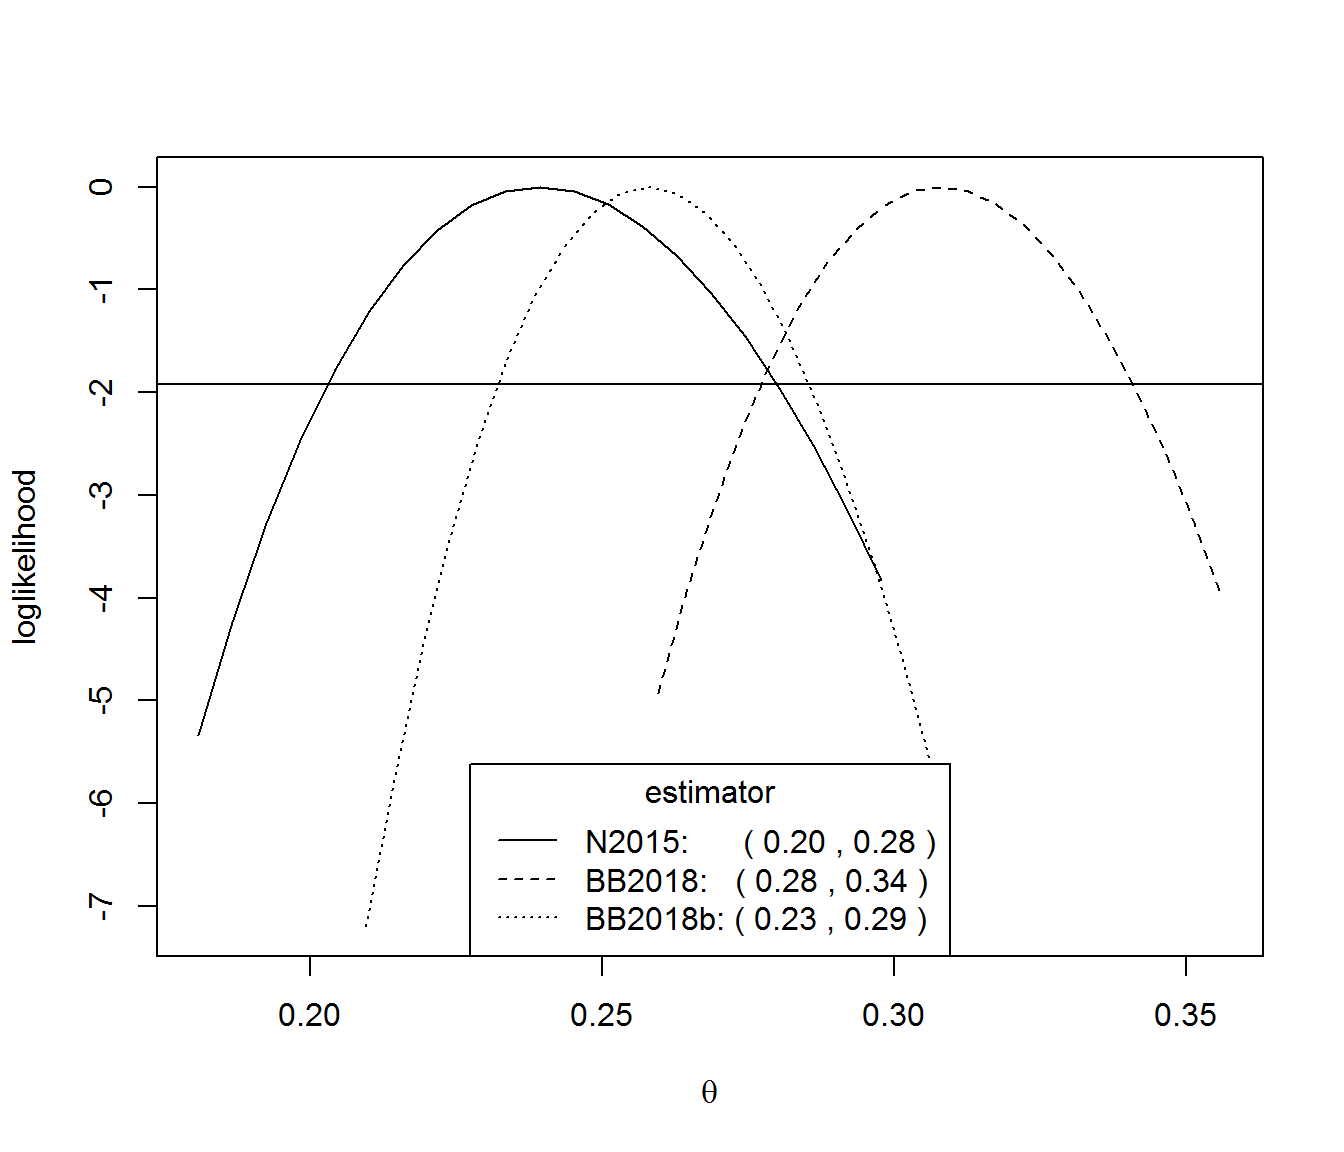 0
-1
-2
-3
-4
-5
-6
-7
loglikelihood
estimator
N2015: ( 0.20 , 0.28 )
BB2018: ( 0.28 , 0.34 )
BB2018b: ( 0.23 , 0.29 )
0.20 0.25 0.30 0.35
θ